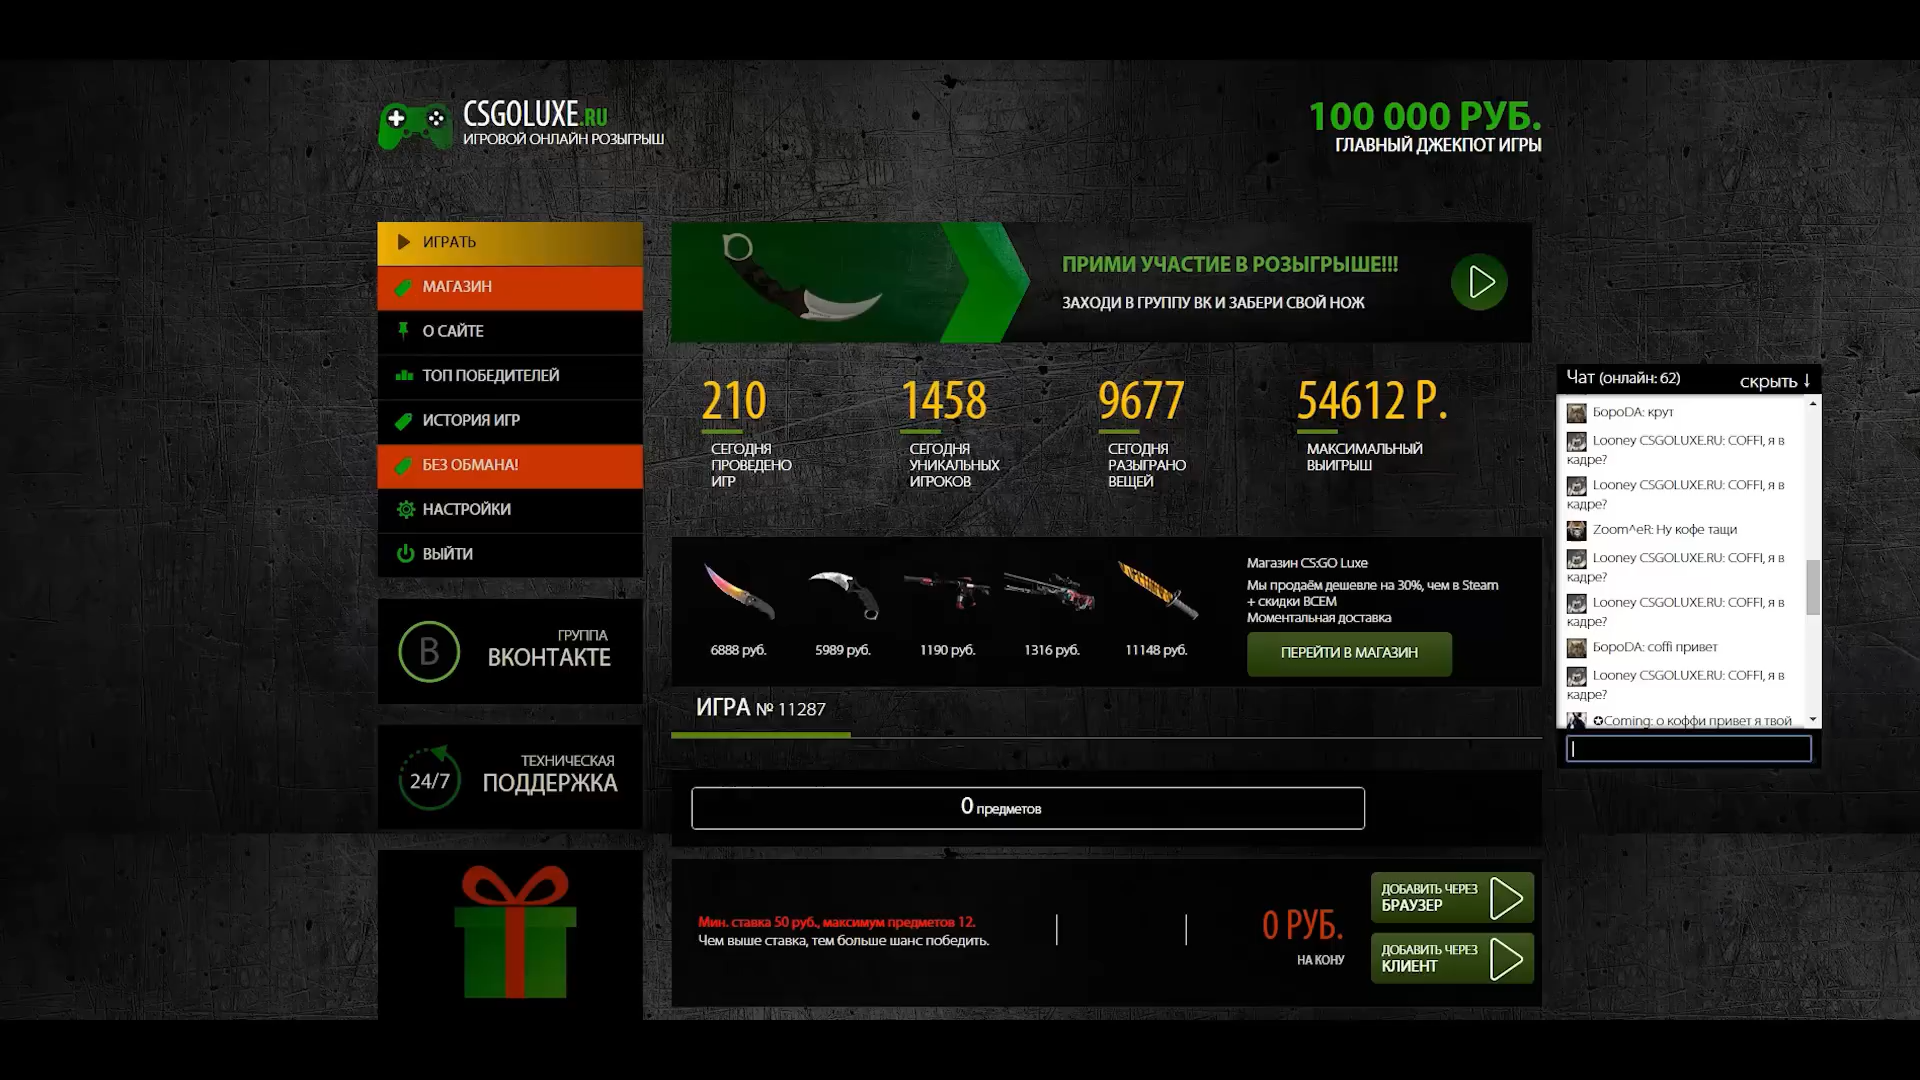 CSGOLUXE.RU
ИГРОВОЙ ОНЛАЙН РОЗЫГРЫШ
100 000 РУБ.
ГЛАВНЫЙ ДЖЕКПОТ ИГРЫ
ИГРАТЬ
МАГАЗИН
О САЙТЕ
ТОП ПОБЕДИТЕЛЕЙ
ИСТОРИЯ ИГР
БЕЗ ОБМАНА!
НАСТРОЙКИ
ВЫЙТИ
В
ГРУППА
ВКОНТАКТЕ
24/7
ТЕХНИЧЕСКАЯ
ПОДДЕРЖКА
ПРИМИ УЧАСТИЕ В РОЗЫГРЫШЕ!!!
ЗАХОДИ В ГРУППУ ВК И ЗАБЕРИ СВОЙ НОЖ
210
СЕГОДНЯ
ПРОВЕДЕНО
ИГР
1458
СЕГОДНЯ
УНИКАЛЬНЫХ
ИГРОКОВ
9677
СЕГОДНЯ
РАЗЫГРАНО
ВЕЩЕЙ
54612 Р.
МАКСИМАЛЬНЫЙ
ВЫИГРЫШ
6888 руб.
5989 руб.
1190 руб.
1316 руб.
11148 руб.
Магазин CS:GO Luxe
Мы продаём дешевле на 30%, чем в Steam
+ скидки ВСЕМ
Моментальная доставка
ПЕРЕЙТИ В МАГАЗИН
ИГРА № 11287
0 предметов
Мин. ставка 50 руб., максимум предметов 12.
Чем выше ставка, тем больше шанс победить.
0 РУБ.
НА КОНУ
ДОБАВИТЬ ЧЕРЕЗ
БРАУЗЕР
ДОБАВИТЬ ЧЕРЕЗ
КЛИЕНТ
Чат (онлайн: 62)
скрыть ↓
БороDA: крут
Looney CSGOLUXE.RU: COFFI, я в
кадре?
Looney CSGOLUXE.RU: COFFI, я в
кадре?
Zoom^eR: Ну кофе тащи
Looney CSGOLUXE.RU: COFFI, я в
кадре?
Looney CSGOLUXE.RU: COFFI, я в
кадре?
БороDA: coffi привет
Looney CSGOLUXE.RU: COFFI, я в
кадре?
✪Coming: о коффи привет я твой